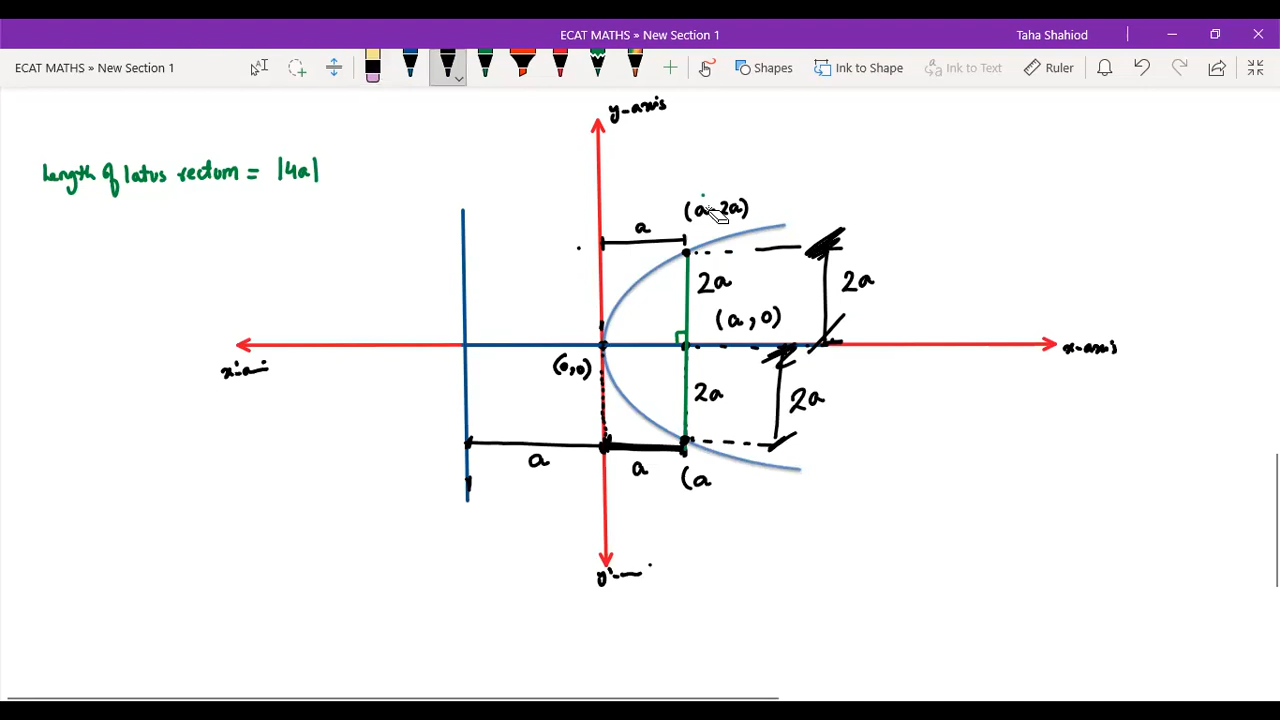 ECAT MATHS » New Section 1
Taha Shahiod
ECAT MATHS » New Section 1
Shapes
Ink to Shape
Ink to Text
Ruler
y-axis
Length of latus rectum = |4a|
(a, 2a)
a
2a
2a
(a, 0)
x-axis
(0,0)
2a
2a
a
a
(a